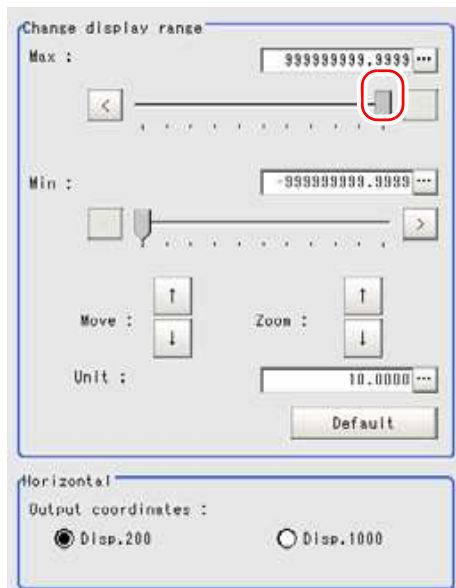 Change display range
Max :
999999999.9999 ...
<
Min :
-999999999.9999 ...
>
↑ ↑
Move : Zoom :
↓ ↓
Unit :
10.0000 ...
Default
Horizontal
Output coordinates :
Disp.200 Disp.1000